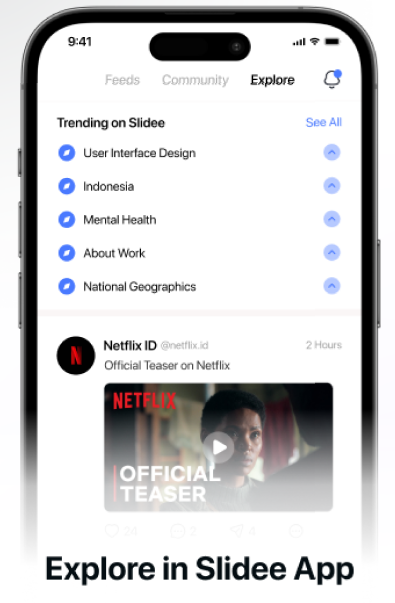 9:41
Feeds Community Explore
Trending on Slidee See All
User Interface Design
Indonesia
Mental Health
About Work
National Geographics
Netflix ID @netflix.id 2 Hours
Official Teaser on Netflix
NETFLIX
OFFICIAL
TEASER
24 2 4
Explore in Slidee App